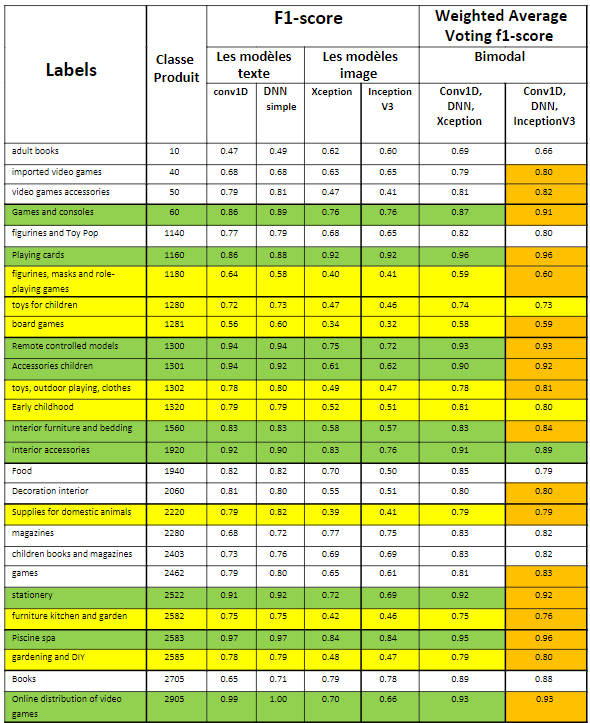 Labels Classe Produit F1-score Weighted Average Voting f1-score
Les modèles texte Les modèles image Bimodal
conv1D DNN simple Xception Inception V3 Conv1D, DNN, Xception Conv1D, DNN, InceptionV3
adult books 10 0.47 0.49 0.62 0.60 0.69 0.66
imported video games 40 0.68 0.68 0.63 0.65 0.79 0.80
video games accessories 50 0.79 0.81 0.47 0.41 0.81 0.82
Games and consoles 60 0.86 0.89 0.76 0.76 0.87 0.91
figurines and Toy Pop 1140 0.77 0.79 0.68 0.65 0.82 0.80
Playing cards 1160 0.86 0.88 0.92 0.92 0.96 0.96
figurines, masks and role-playing games 1180 0.64 0.58 0.40 0.41 0.59 0.60
toys for children 1280 0.72 0.73 0.47 0.46 0.74 0.73
board games 1281 0.56 0.60 0.34 0.32 0.58 0.59
Remote controlled models 1300 0.94 0.94 0.75 0.72 0.93 0.93
Accessories children 1301 0.94 0.92 0.61 0.62 0.90 0.92
toys, outdoor playing, clothes 1302 0.78 0.80 0.49 0.47 0.78 0.81
Early childhood 1320 0.79 0.79 0.52 0.51 0.81 0.80
Interior furniture and bedding 1560 0.83 0.83 0.58 0.57 0.83 0.84
Interior accessories 1920 0.92 0.90 0.83 0.76 0.91 0.89
Food 1940 0.82 0.82 0.70 0.50 0.85 0.79
Decoration interior 2060 0.81 0.80 0.55 0.51 0.80 0.80
Supplies for domestic animals 2220 0.79 0.82 0.39 0.41 0.79 0.79
magazines 2280 0.68 0.72 0.77 0.75 0.83 0.82
children books and magazines 2403 0.73 0.76 0.69 0.69 0.83 0.82
games 2462 0.79 0.80 0.65 0.61 0.81 0.83
stationery 2522 0.91 0.92 0.72 0.69 0.92 0.92
furniture kitchen and garden 2582 0.75 0.75 0.42 0.46 0.75 0.76
Piscine spa 2583 0.97 0.97 0.84 0.84 0.95 0.96
gardening and DIY 2585 0.78 0.79 0.48 0.47 0.79 0.80
Books 2705 0.65 0.71 0.79 0.78 0.89 0.88
Online distribution of video games 2905 0.99 1.00 0.70 0.66 0.93 0.93